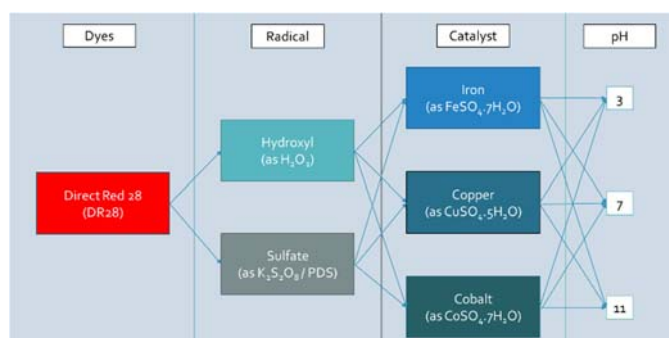 Dyes
Radical
Catalyst
pH
Iron
(as FeSO₄.7H₂O)
3
Hydroxyl
(as H₂O₂)
Direct Red 28
(DR28)
Copper
(as CuSO₄.5H₂O)
7
Sulfate
(as K₂S₂O₈/ PDS)
Cobalt
(as CoSO₄.7H₂O)
11